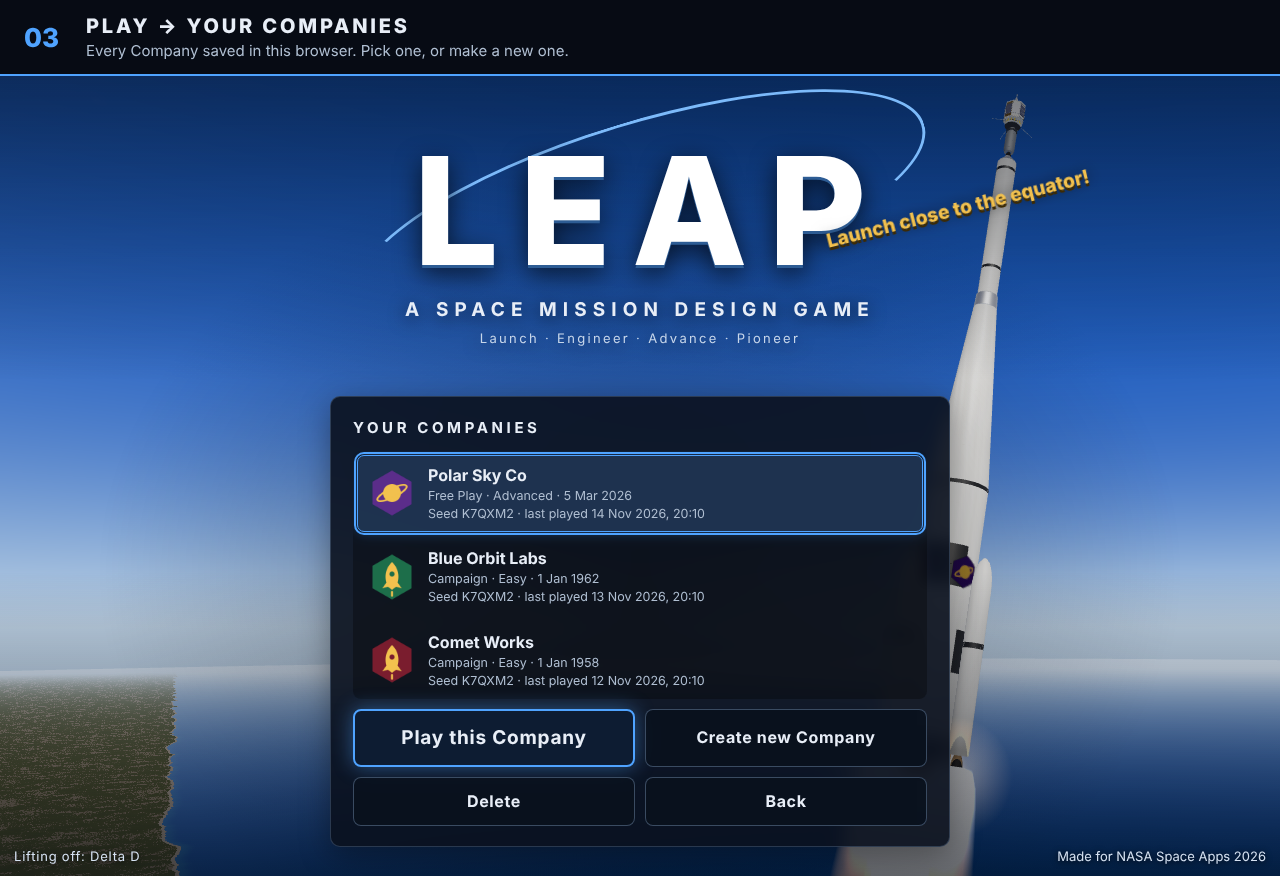 03
PLAY → YOUR COMPANIES
Every Company saved in this browser. Pick one, or make a new one.
LEAP
Launch close to the equator!
A SPACE MISSION DESIGN GAME
Launch · Engineer · Advance · Pioneer
YOUR COMPANIES
Polar Sky Co
Free Play · Advanced · 5 Mar 2026
Seed K7QXM2 · last played 14 Nov 2026, 20:10
Blue Orbit Labs
Campaign · Easy · 1 Jan 1962
Seed K7QXM2 · last played 13 Nov 2026, 20:10
Comet Works
Campaign · Easy · 1 Jan 1958
Seed K7QXM2 · last played 12 Nov 2026, 20:10
Play this Company
Create new Company
Delete
Back
Lifting off: Delta D
Made for NASA Space Apps 2026